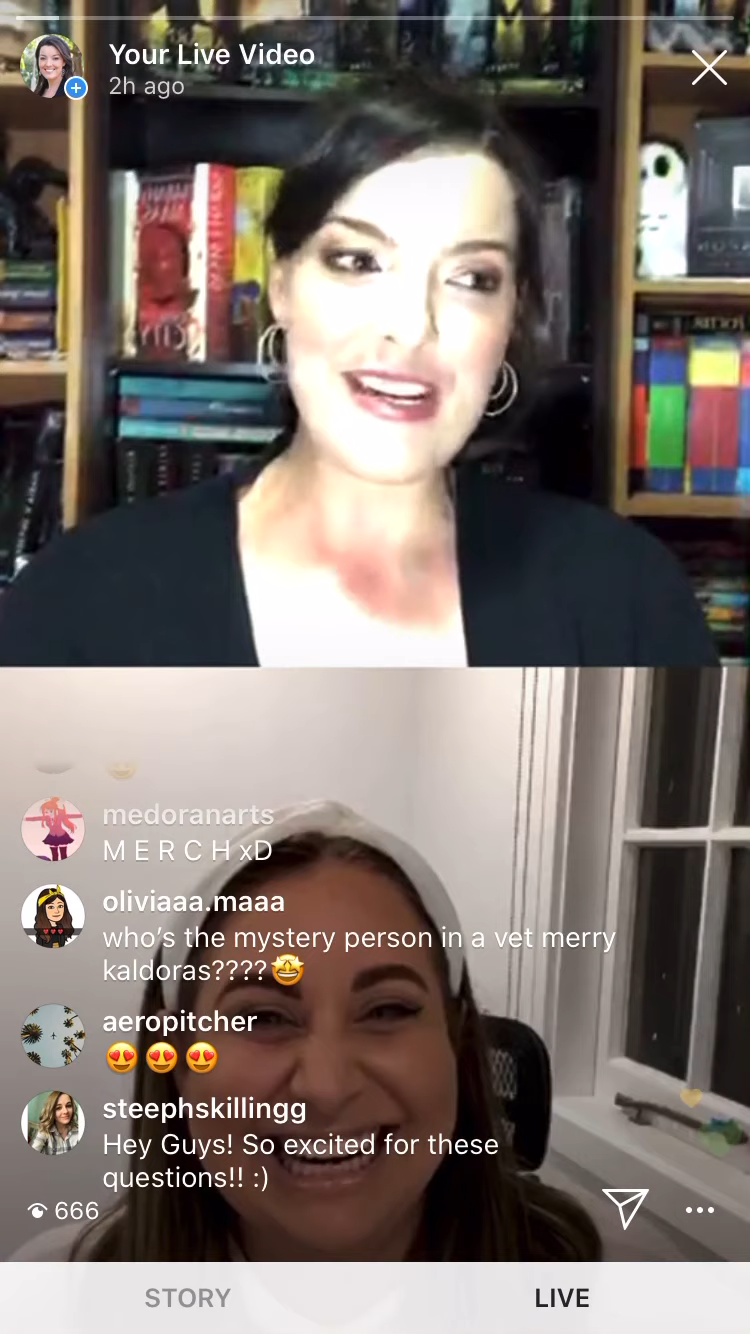 Your Live Video
2h ago
medoranarts
M E R C H xD
oliviaaa.maaa
who's the mystery person in a vet merry
kaldoras????🤩
aeropitcher
😍😍😍
steephskillingg
Hey Guys! So excited for these
questions!! :)
666
STORY
LIVE